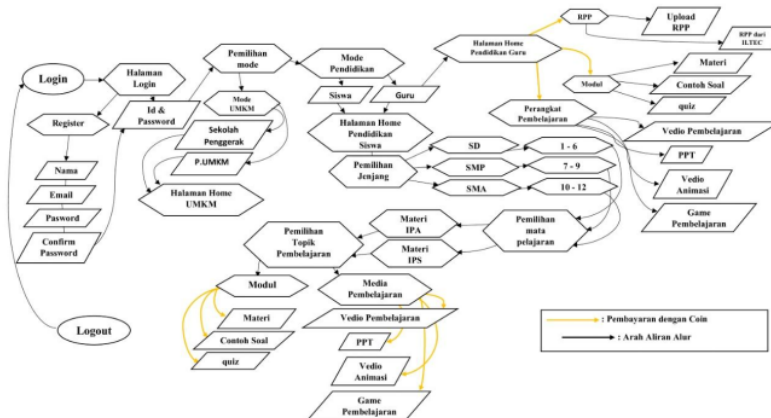 Login
Halaman
Login
Register
Id &
Password
Nama
Email
Pasword
Confirm
Password
Logout
Pemilihan
mode
Mode
UMKM
Sekolah
Penggerak
P.UMKM
Halaman Home
UMKM
Mode
Pendidikan
Siswa
Guru
Halaman Home
Pendidikan
Siswa
Pemilihan
Jenjang
SD
SMP
SMA
1 - 6
7 - 9
10 - 12
Halaman Home
Pendidikan Guru
RPP
Upload
RPP
RPP dari
ILTEC
Modul
Materi
Contoh Soal
quiz
Perangkat
Pembelajaran
Vedio Pembelajaran
PPT
Vedio
Animasi
Game
Pembelajaran
Pemilihan
mata
pelajaran
Materi
IPA
Materi
IPS
Pemilihan
Topik
Pembelajaran
Modul
Materi
Contoh Soal
quiz
Media
Pembelajaran
Vedio Pembelajaran
PPT
Vedio
Animasi
Game
Pembelajaran
: Pembayaran dengan Coin
: Arah Aliran Alur